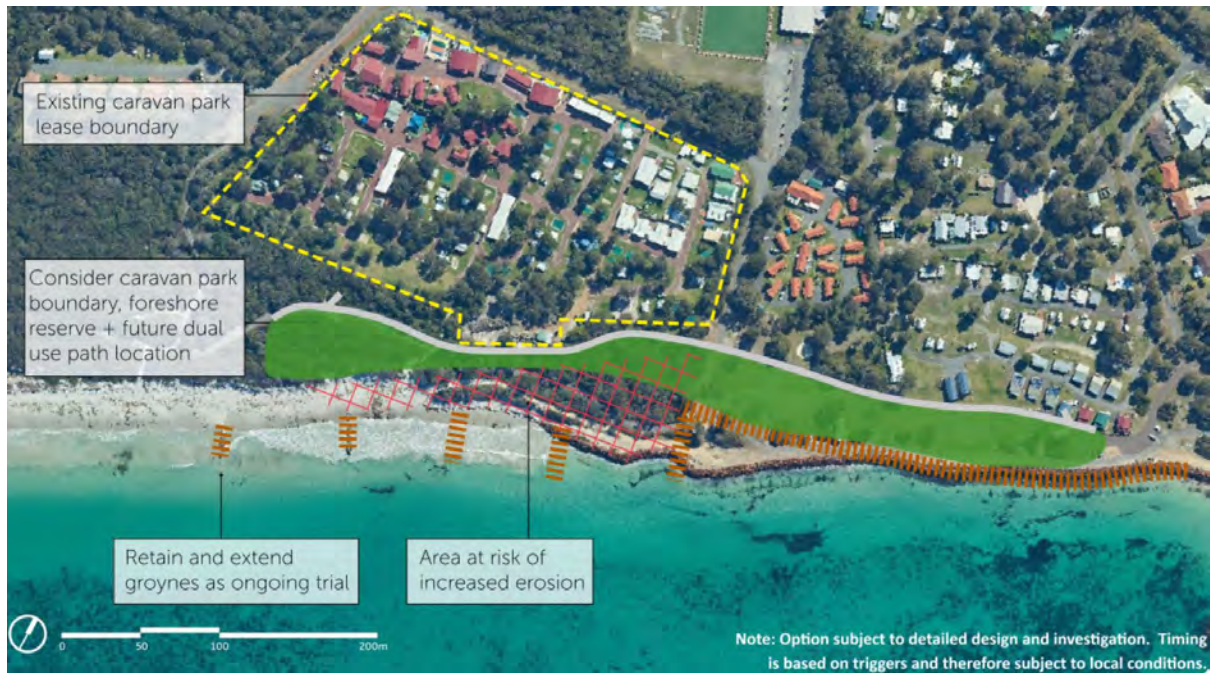 Existing caravan park
lease boundary
Consider caravan park
boundary, foreshore
reserve + future dual
use path location
Retain and extend
groynes as ongoing trial
Area at risk of
increased erosion
0 50 100 200m
Note: Option subject to detailed design and investigation. Timing
is based on triggers and therefore subject to local conditions.